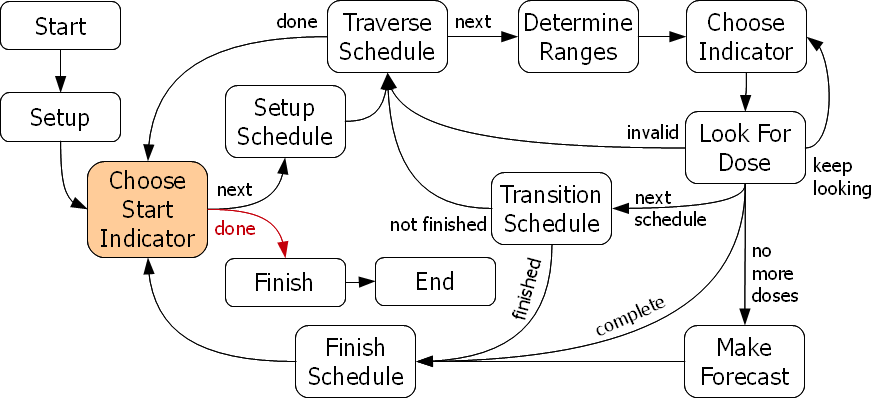 Start
Setup
Choose
Start
Indicator
done
next
done
Setup
Schedule
Traverse
Schedule
next
Determine
Ranges
Choose
Indicator
Look For
Dose
keep
looking
invalid
next
schedule
Transition
Schedule
not finished
finished
complete
no
more
doses
Make
Forecast
Finish
Schedule
Finish
End